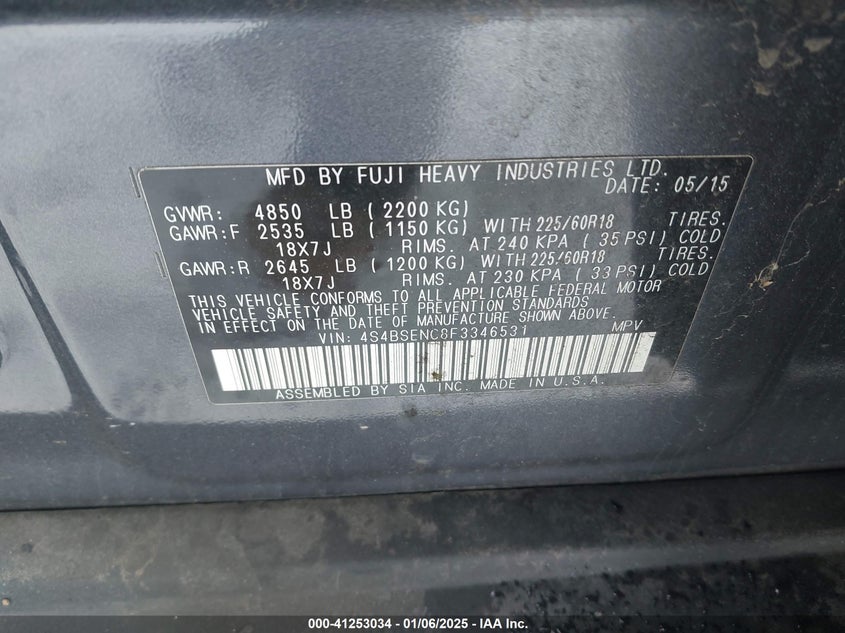 MFD BY FUJI HEAVY INDUSTRIES LTD.
DATE: 05/15
GVWR: 4850 LB (2200 KG)
GAWR:F 2535 LB (1150 KG) WITH 225/60R18 TIRES.
18X7J RIMS. AT 240 KPA (35 PSI) COLD
GAWR:R 2645 LB (1200 KG) WITH 225/60R18 TIRES.
18X7J RIMS. AT 230 KPA (33 PSI) COLD
THIS VEHICLE CONFORMS TO ALL APPLICABLE FEDERAL MOTOR
VEHICLE SAFETY AND THEFT PREVENTION STANDARDS
IN EFFECT ON THE DATE OF MANUFACTURE SHOWN ABOVE.
VIN: 4S4BSENC8F3346531 MPV
ASSEMBLED BY SIA INC. MADE IN U.S.A.
000-41253034 - 01/06/2025 - IAA Inc.